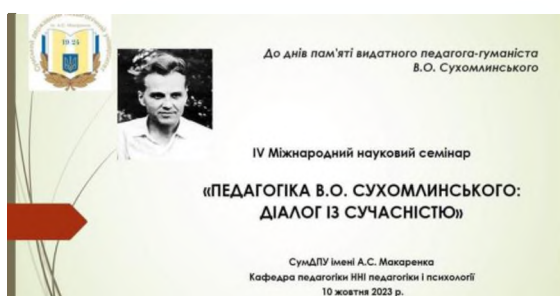 1924
До днів пам'яті видатного педагога-гуманіста
В.О. Сухомлинського
IV Міжнародний науковий семінар
«ПЕДАГОГІКА В.О. СУХОМЛИНСЬКОГО:
ДІАЛОГ ІЗ СУЧАСНІСТЮ»
СумДПУ імені А.С. Макаренка
Кафедра педагогіки ННІ педагогіки і психології
10 жовтня 2023 р.